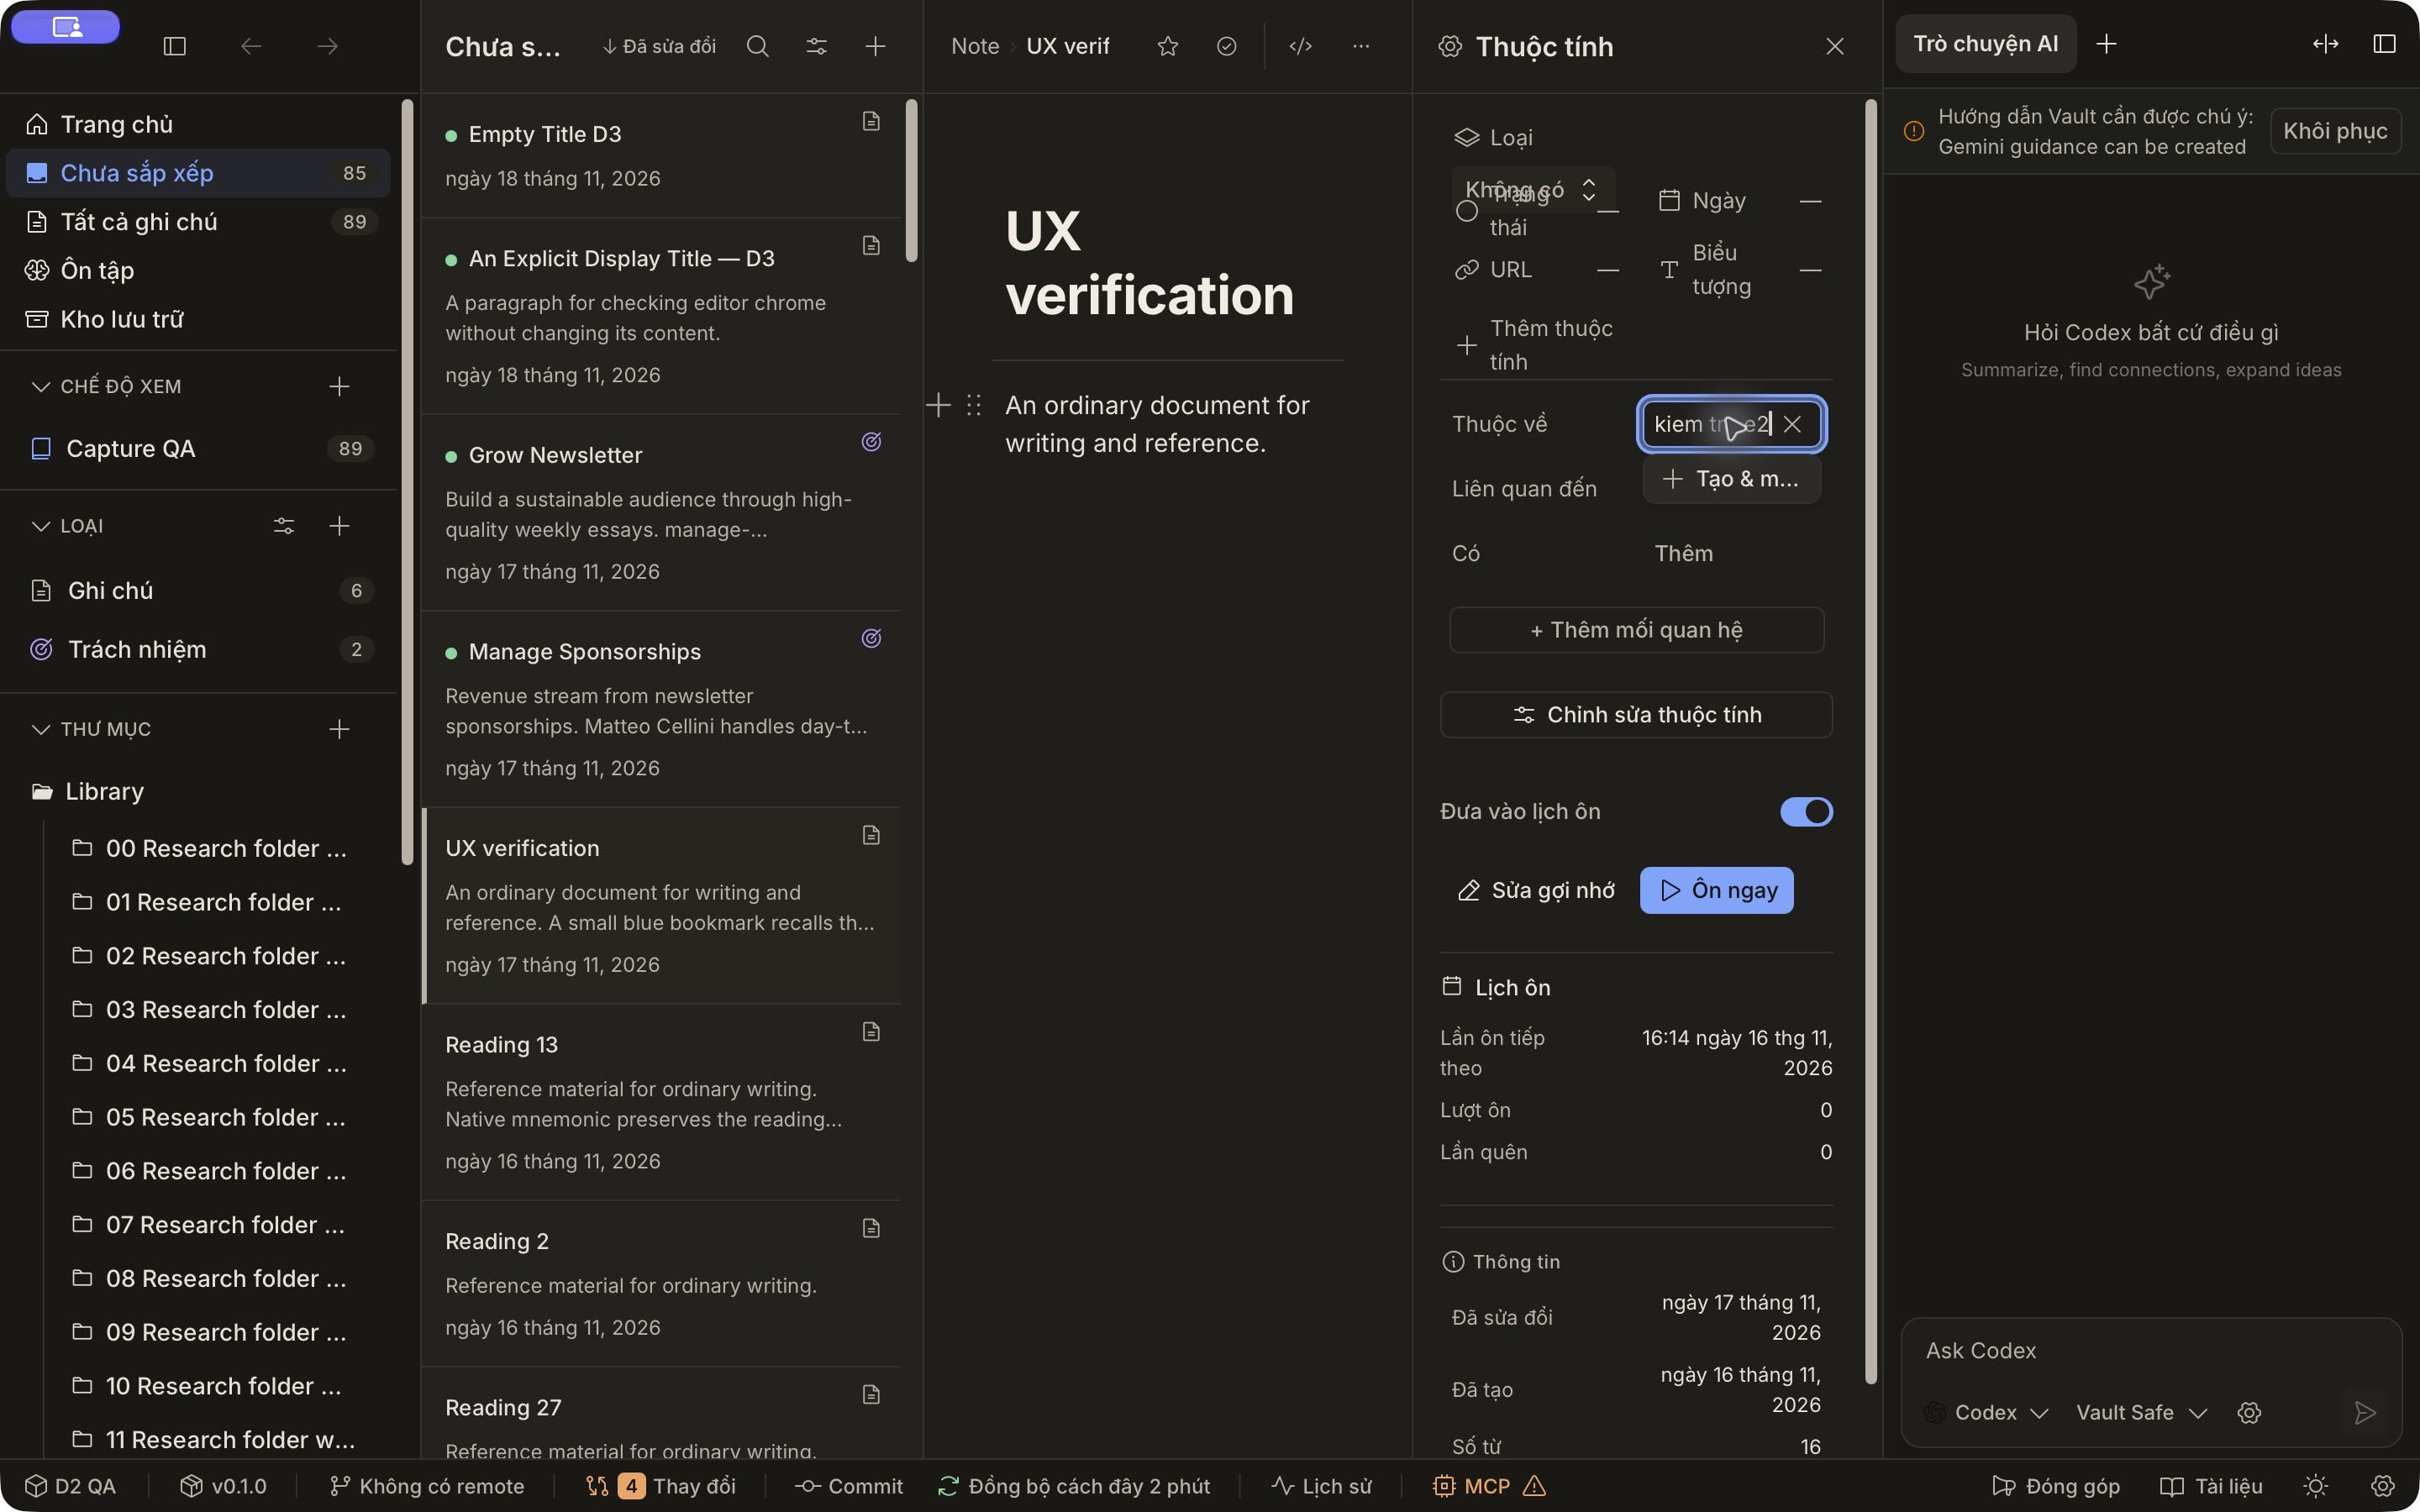 Trang chủ
Chưa sắp xếp 85
Tất cả ghi chú 89
Ôn tập
Kho lưu trữ
CHẾ ĐỘ XEM
Capture QA 89
LOẠI
Ghi chú 6
Trách nhiệm 2
THƯ MỤC
Library
00 Research folder ...
01 Research folder ...
02 Research folder ...
03 Research folder ...
04 Research folder ...
05 Research folder ...
06 Research folder ...
07 Research folder ...
08 Research folder ...
09 Research folder ...
10 Research folder ...
11 Research folder w...
Chưa s... Đã sửa đổi
Empty Title D3
ngày 18 tháng 11, 2026
An Explicit Display Title — D3
A paragraph for checking editor chrome
without changing its content.
ngày 18 tháng 11, 2026
Grow Newsletter
Build a sustainable audience through high-
quality weekly essays. manage-...
ngày 17 tháng 11, 2026
Manage Sponsorships
Revenue stream from newsletter
sponsorships. Matteo Cellini handles day-t...
ngày 17 tháng 11, 2026
UX verification
An ordinary document for writing and
reference. A small blue bookmark recalls th...
ngày 17 tháng 11, 2026
Reading 13
Reference material for ordinary writing.
Native mnemonic preserves the reading...
ngày 16 tháng 11, 2026
Reading 2
Reference material for ordinary writing.
ngày 16 tháng 11, 2026
Reading 27
Reference material for ordinary writing.
Note › UX verif
UX
verification
An ordinary document for
writing and reference.
Thuộc tính
Loại
Không có
Trạng
thái —
Ngày —
URL —
Biểu
tượng —
Thêm thuộc
tính
Thuộc về kiem
Tạo & m...
Liên quan đến
Có Thêm
+ Thêm mối quan hệ
Chỉnh sửa thuộc tính
Đưa vào lịch ôn
Sửa gợi nhớ Ôn ngay
Lịch ôn
Lần ôn tiếp
theo
16:14 ngày 16 thg 11,
2026
Lượt ôn 0
Lần quên 0
Thông tin
Đã sửa đổi
ngày 17 tháng 11,
2026
Đã tạo
ngày 16 tháng 11,
2026
Số từ 16
Trò chuyện AI
Hướng dẫn Vault cần được chú ý:
Gemini guidance can be created
Khôi phục
Hỏi Codex bất cứ điều gì
Summarize, find connections, expand ideas
Ask Codex
Codex Vault Safe
D2 QA v0.1.0 Không có remote 4 Thay đổi Commit Đồng bộ cách đây 2 phút Lịch sử MCP Đóng góp Tài liệu